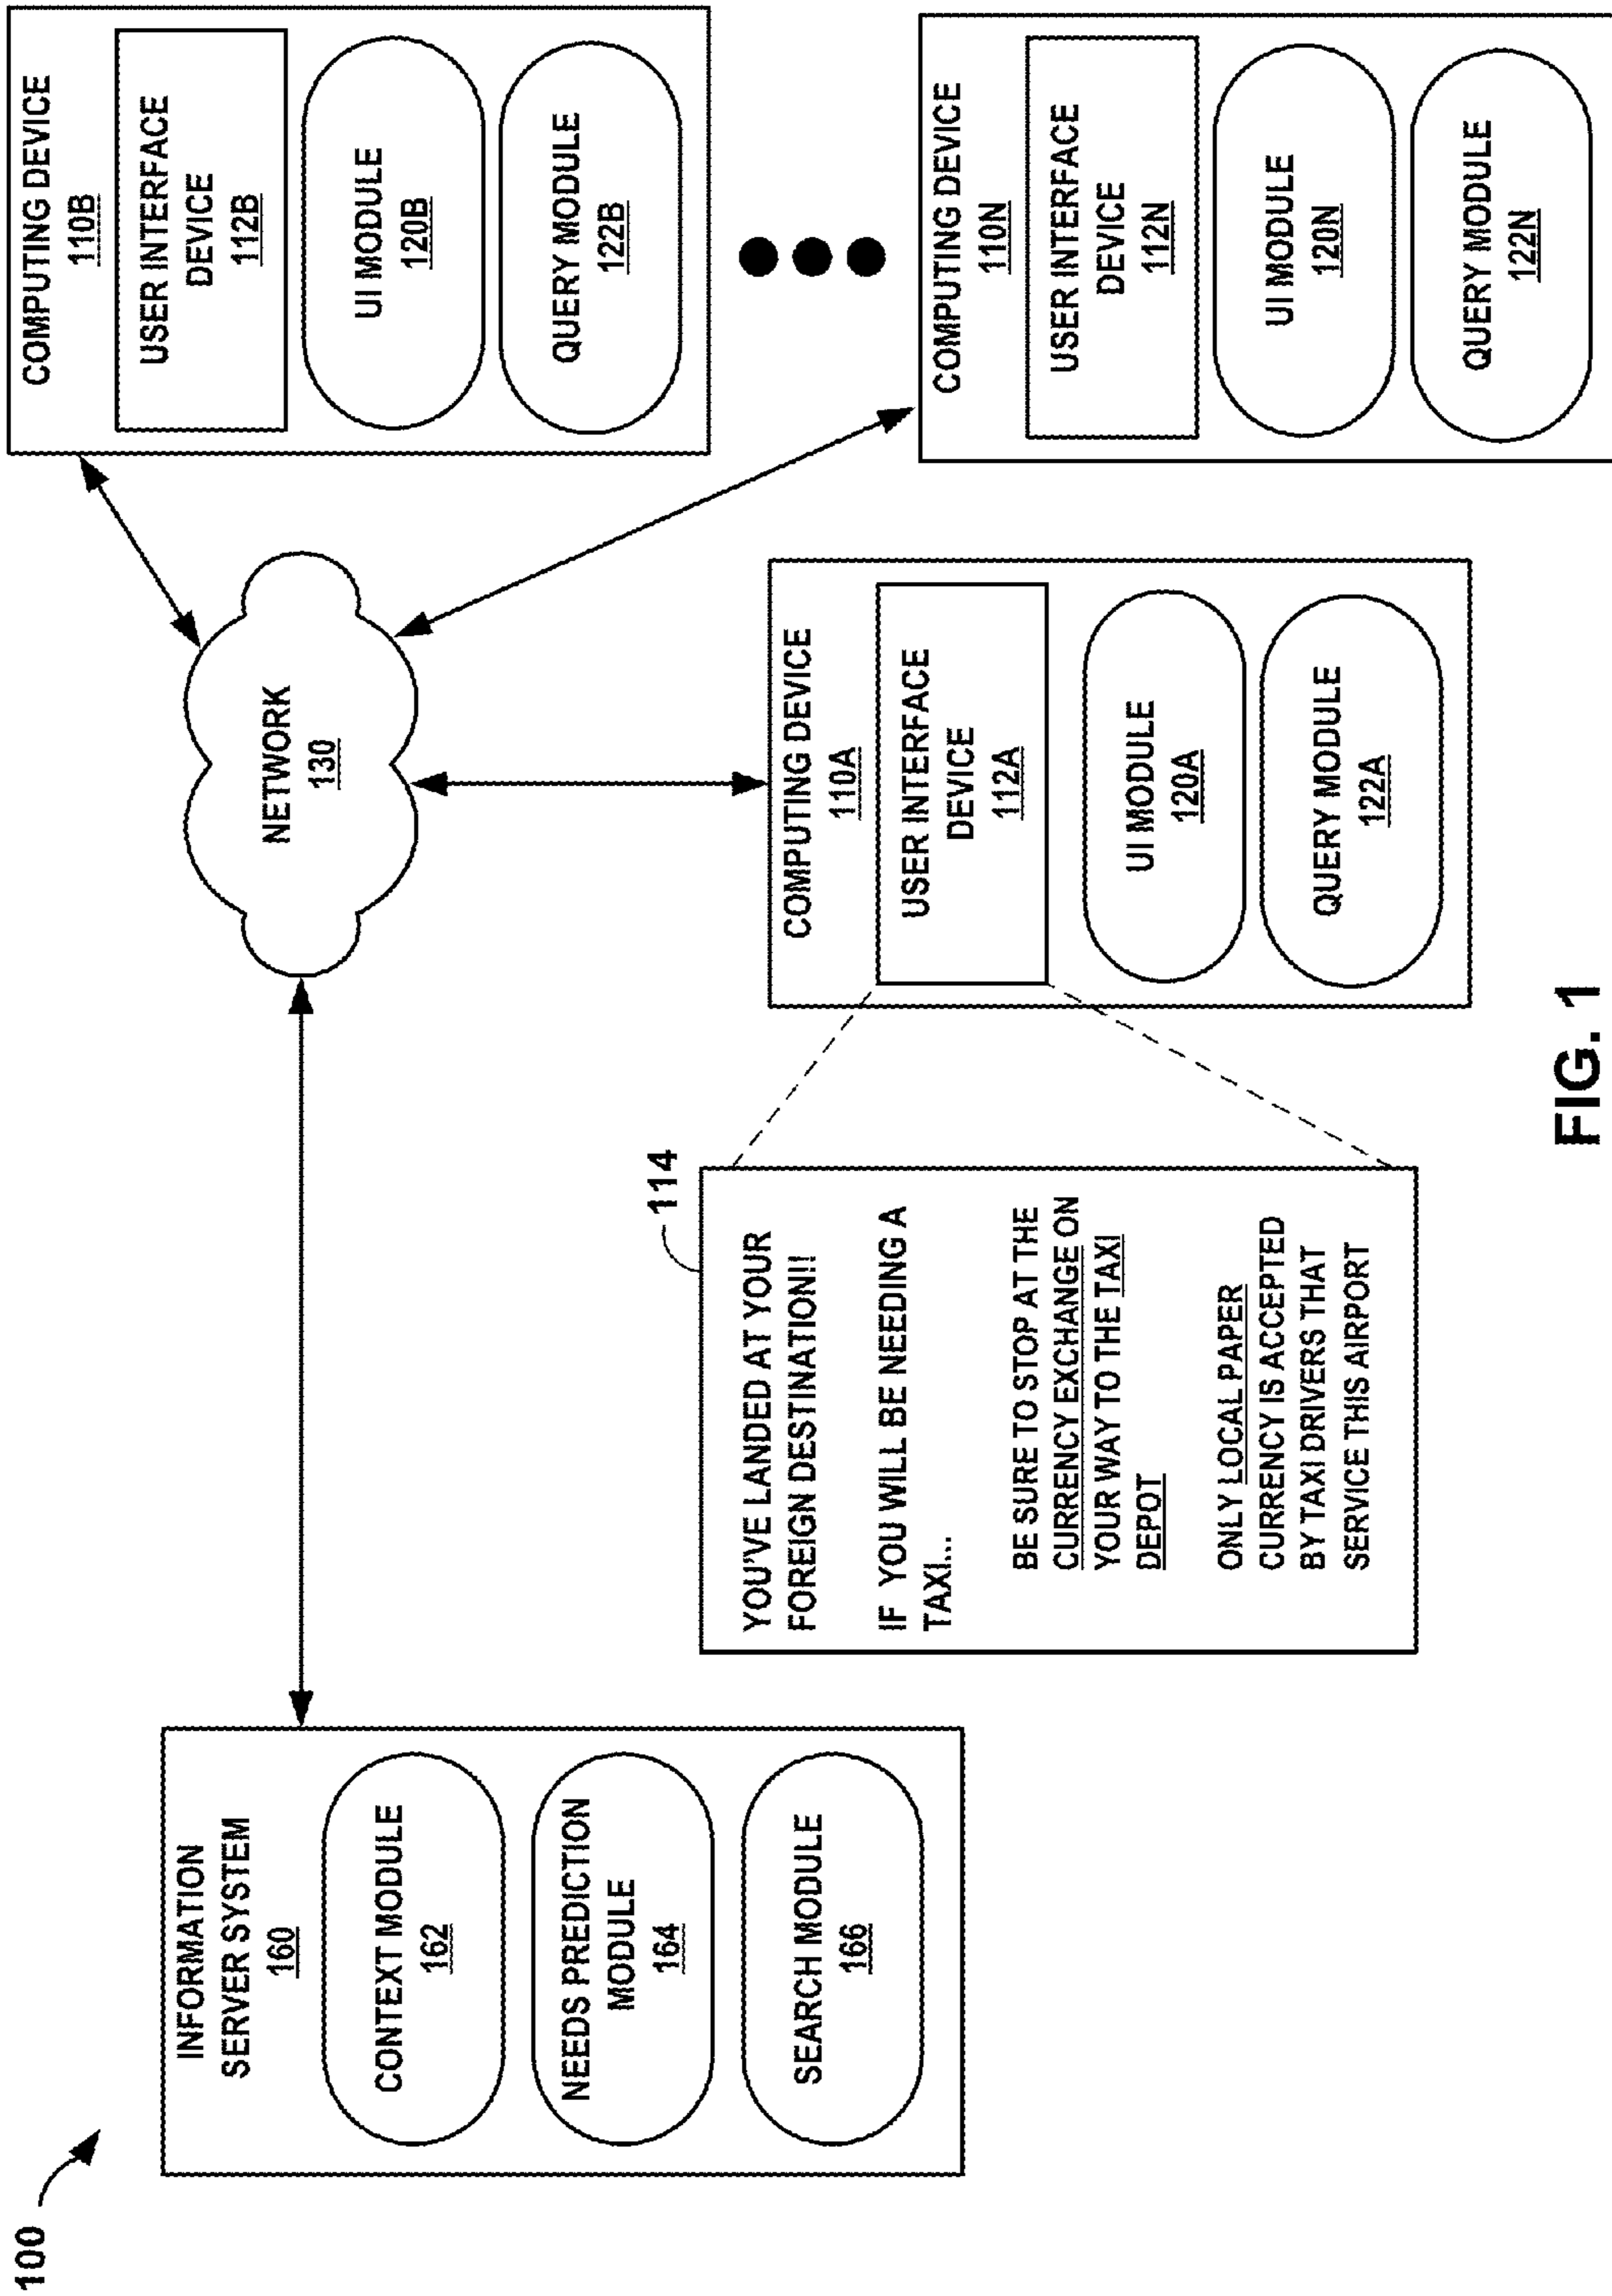 100
INFORMATION
SERVER SYSTEM
160
CONTEXT MODULE
162
NEEDS PREDICTION
MODULE
164
SEARCH MODULE
166
NETWORK
130
114
YOU'VE LANDED AT YOUR
FOREIGN DESTINATION!!
IF YOU WILL BE NEEDING A
TAXI...
BE SURE TO STOP AT THE
CURRENCY EXCHANGE ON
YOUR WAY TO THE TAXI
DEPOT
ONLY LOCAL PAPER
CURRENCY IS ACCEPTED
BY TAXI DRIVERS THAT
SERVICE THIS AIRPORT
COMPUTING DEVICE
110A
USER INTERFACE
DEVICE
112A
UI MODULE
120A
QUERY MODULE
122A
COMPUTING DEVICE
110B
USER INTERFACE
DEVICE
112B
UI MODULE
120B
QUERY MODULE
122B
COMPUTING DEVICE
110N
USER INTERFACE
DEVICE
112N
UI MODULE
120N
QUERY MODULE
122N
FIG. 1